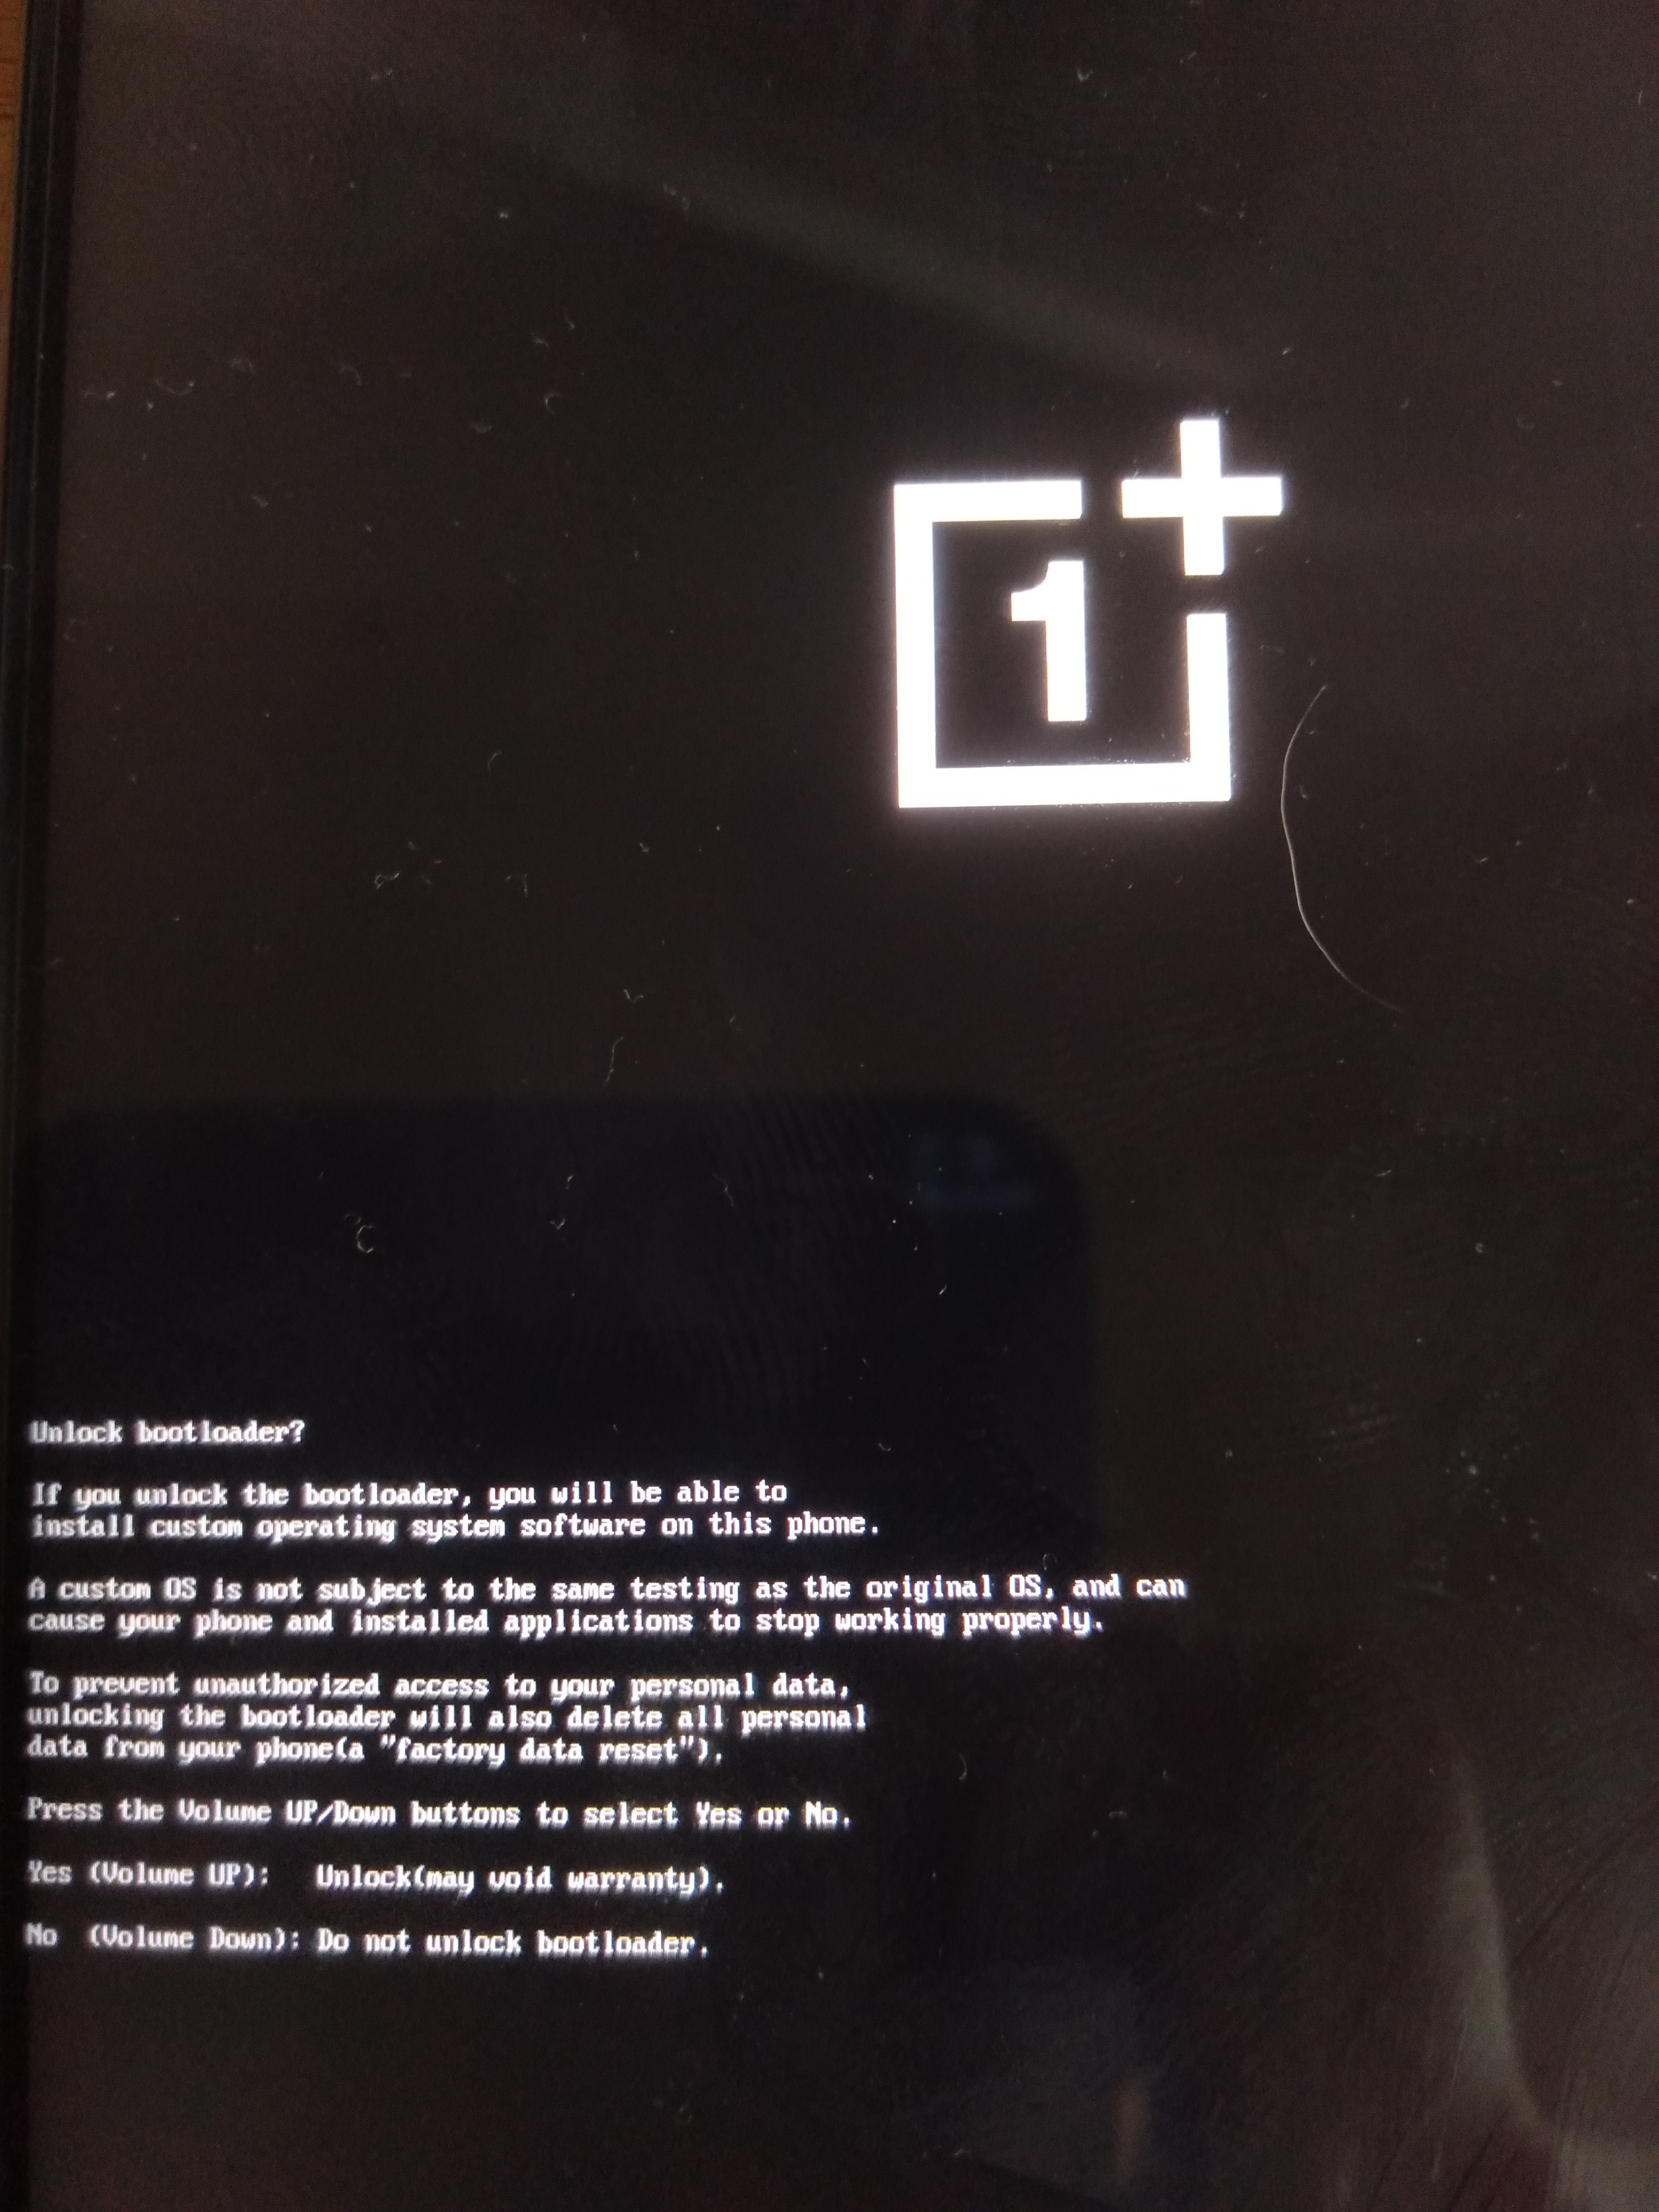 1+
Unlock bootloader?
If you unlock the bootloader, you will be able to
install custom operating system software on this phone.
A custom OS is not subject to the same testing as the original OS, and can
cause your phone and installed applications to stop working properly.
To prevent unauthorized access to your personal data,
unlocking the bootloader will also delete all personal
data from your phone(a "factory data reset").
Press the Volume UP/Down buttons to select Yes or No.
Yes (Volume UP): Unlock(may void warranty).
No (Volume Down): Do not unlock bootloader.